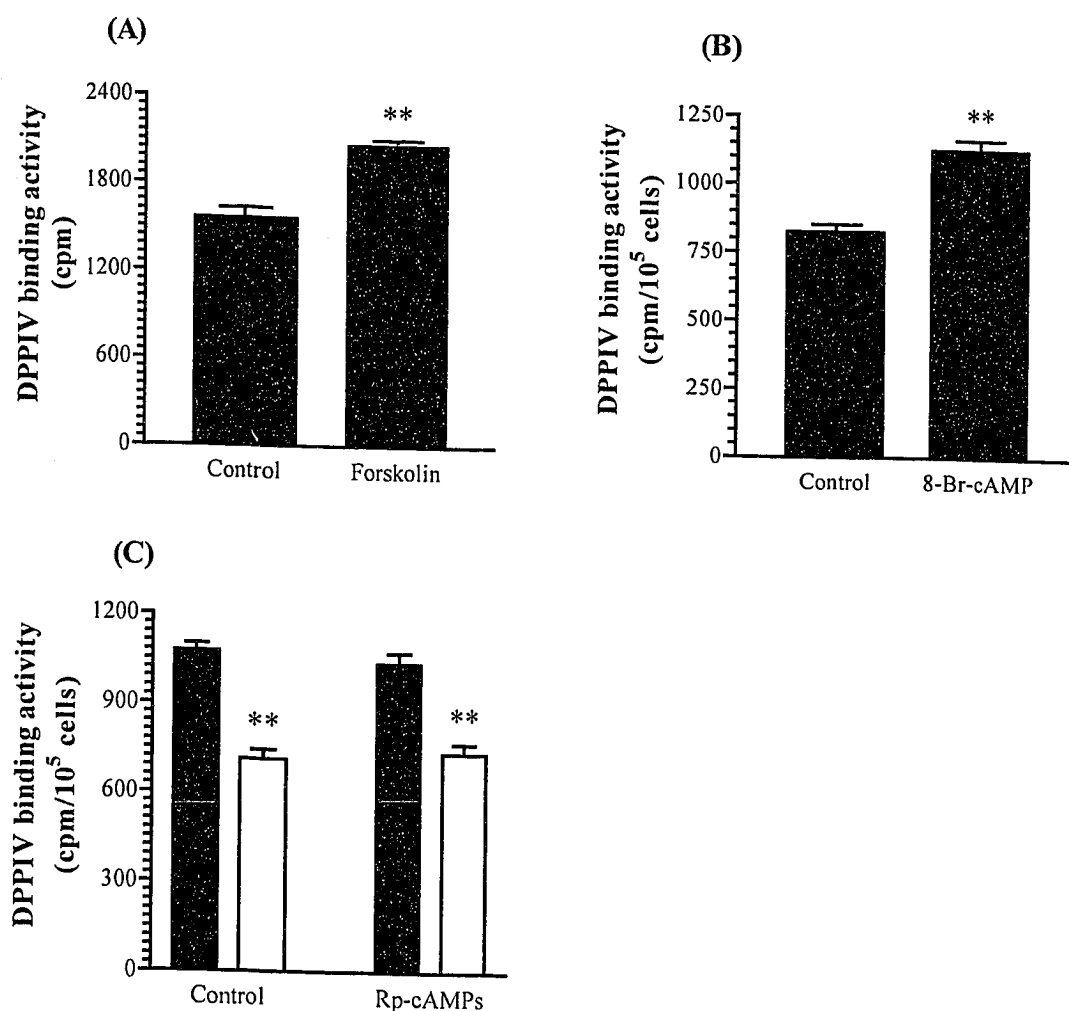 (A)
DPPIV binding activity
(cpm)
2400
1800
1200
600
0
**
Control
Forskolin
(B)
DPPIV binding activity
(cpm/10⁵ cells)
1250
1000
750
500
250
0
**
Control
8-Br-cAMP
(C)
DPPIV binding activity
(cpm/10⁵ cells)
1200
900
600
300
0
**
**
Control
Rp-cAMPs